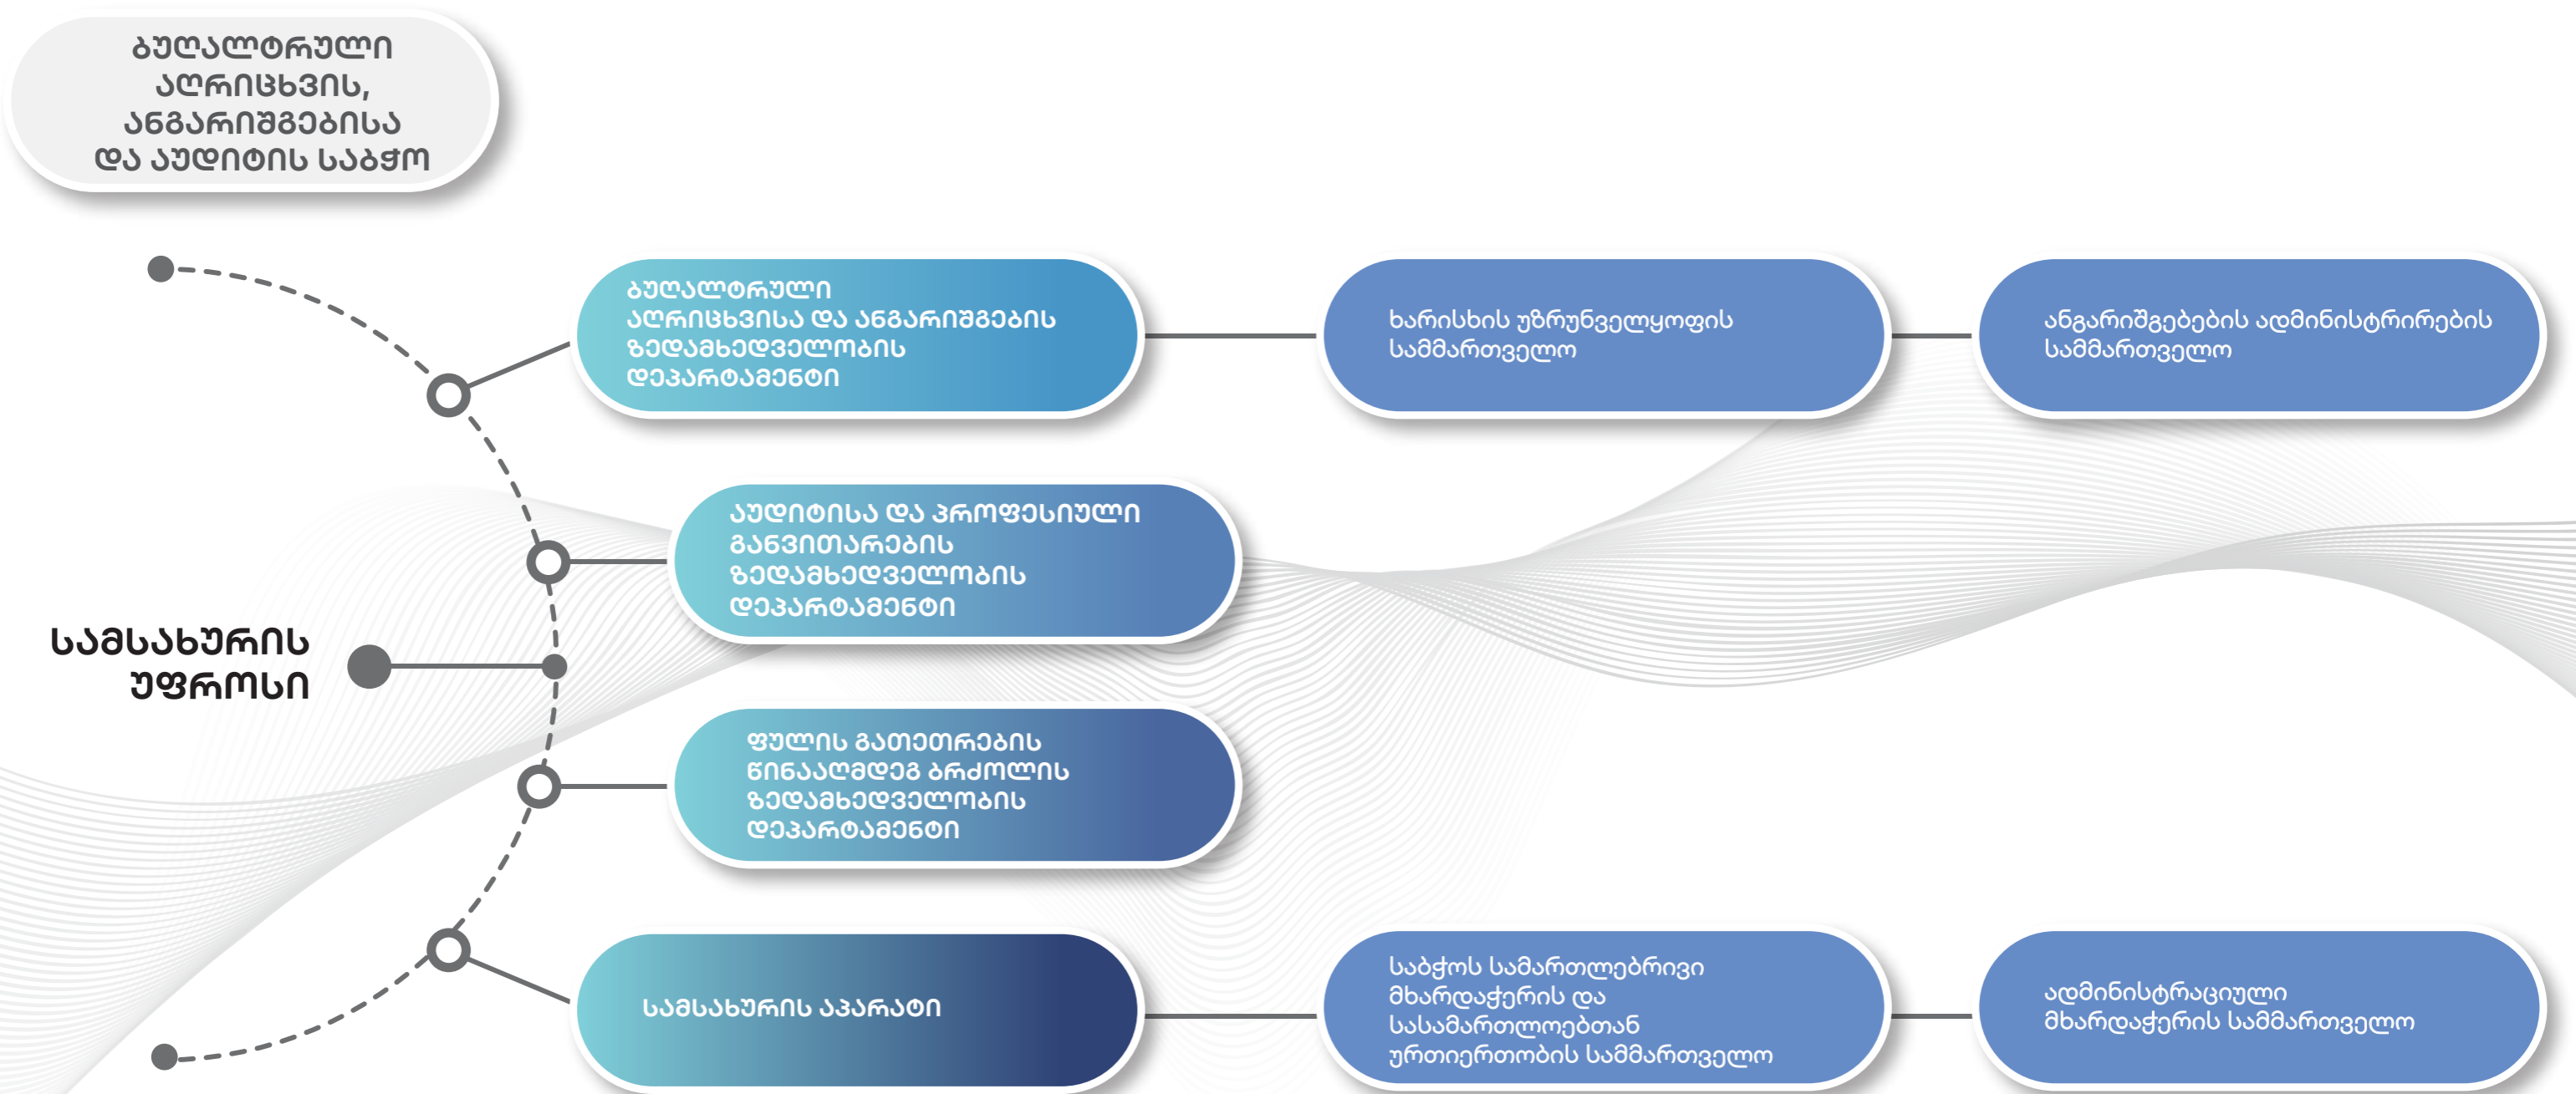 ბუღალტრული
აღრიცხვის,
ანგარიშგებისა
და აუდიტის საბჭო
ბუღალტრული
აღრიცხვისა და ანგარიშგების
ზედამხედველობის
დეპარტამენტი
ხარისხის უზრუნველყოფის
სამმართველო
ანგარიშგებების ადმინისტრირების
სამმართველო
აუდიტისა და პროფესიული
განვითარების
ზედამხედველობის
დეპარტამენტი
სამსახურის
უფროსი
ფულის გათეთრების
წინააღმდეგ ბრძოლის
ზედამხედველობის
დეპარტამენტი
სამსახურის აპარატი
საბჭოს სამართლებრივი
მხარდაჭერის და
სასამართლოებთან
ურთიერთობის სამმართველო
ადმინისტრაციული
მხარდაჭერის სამმართველო